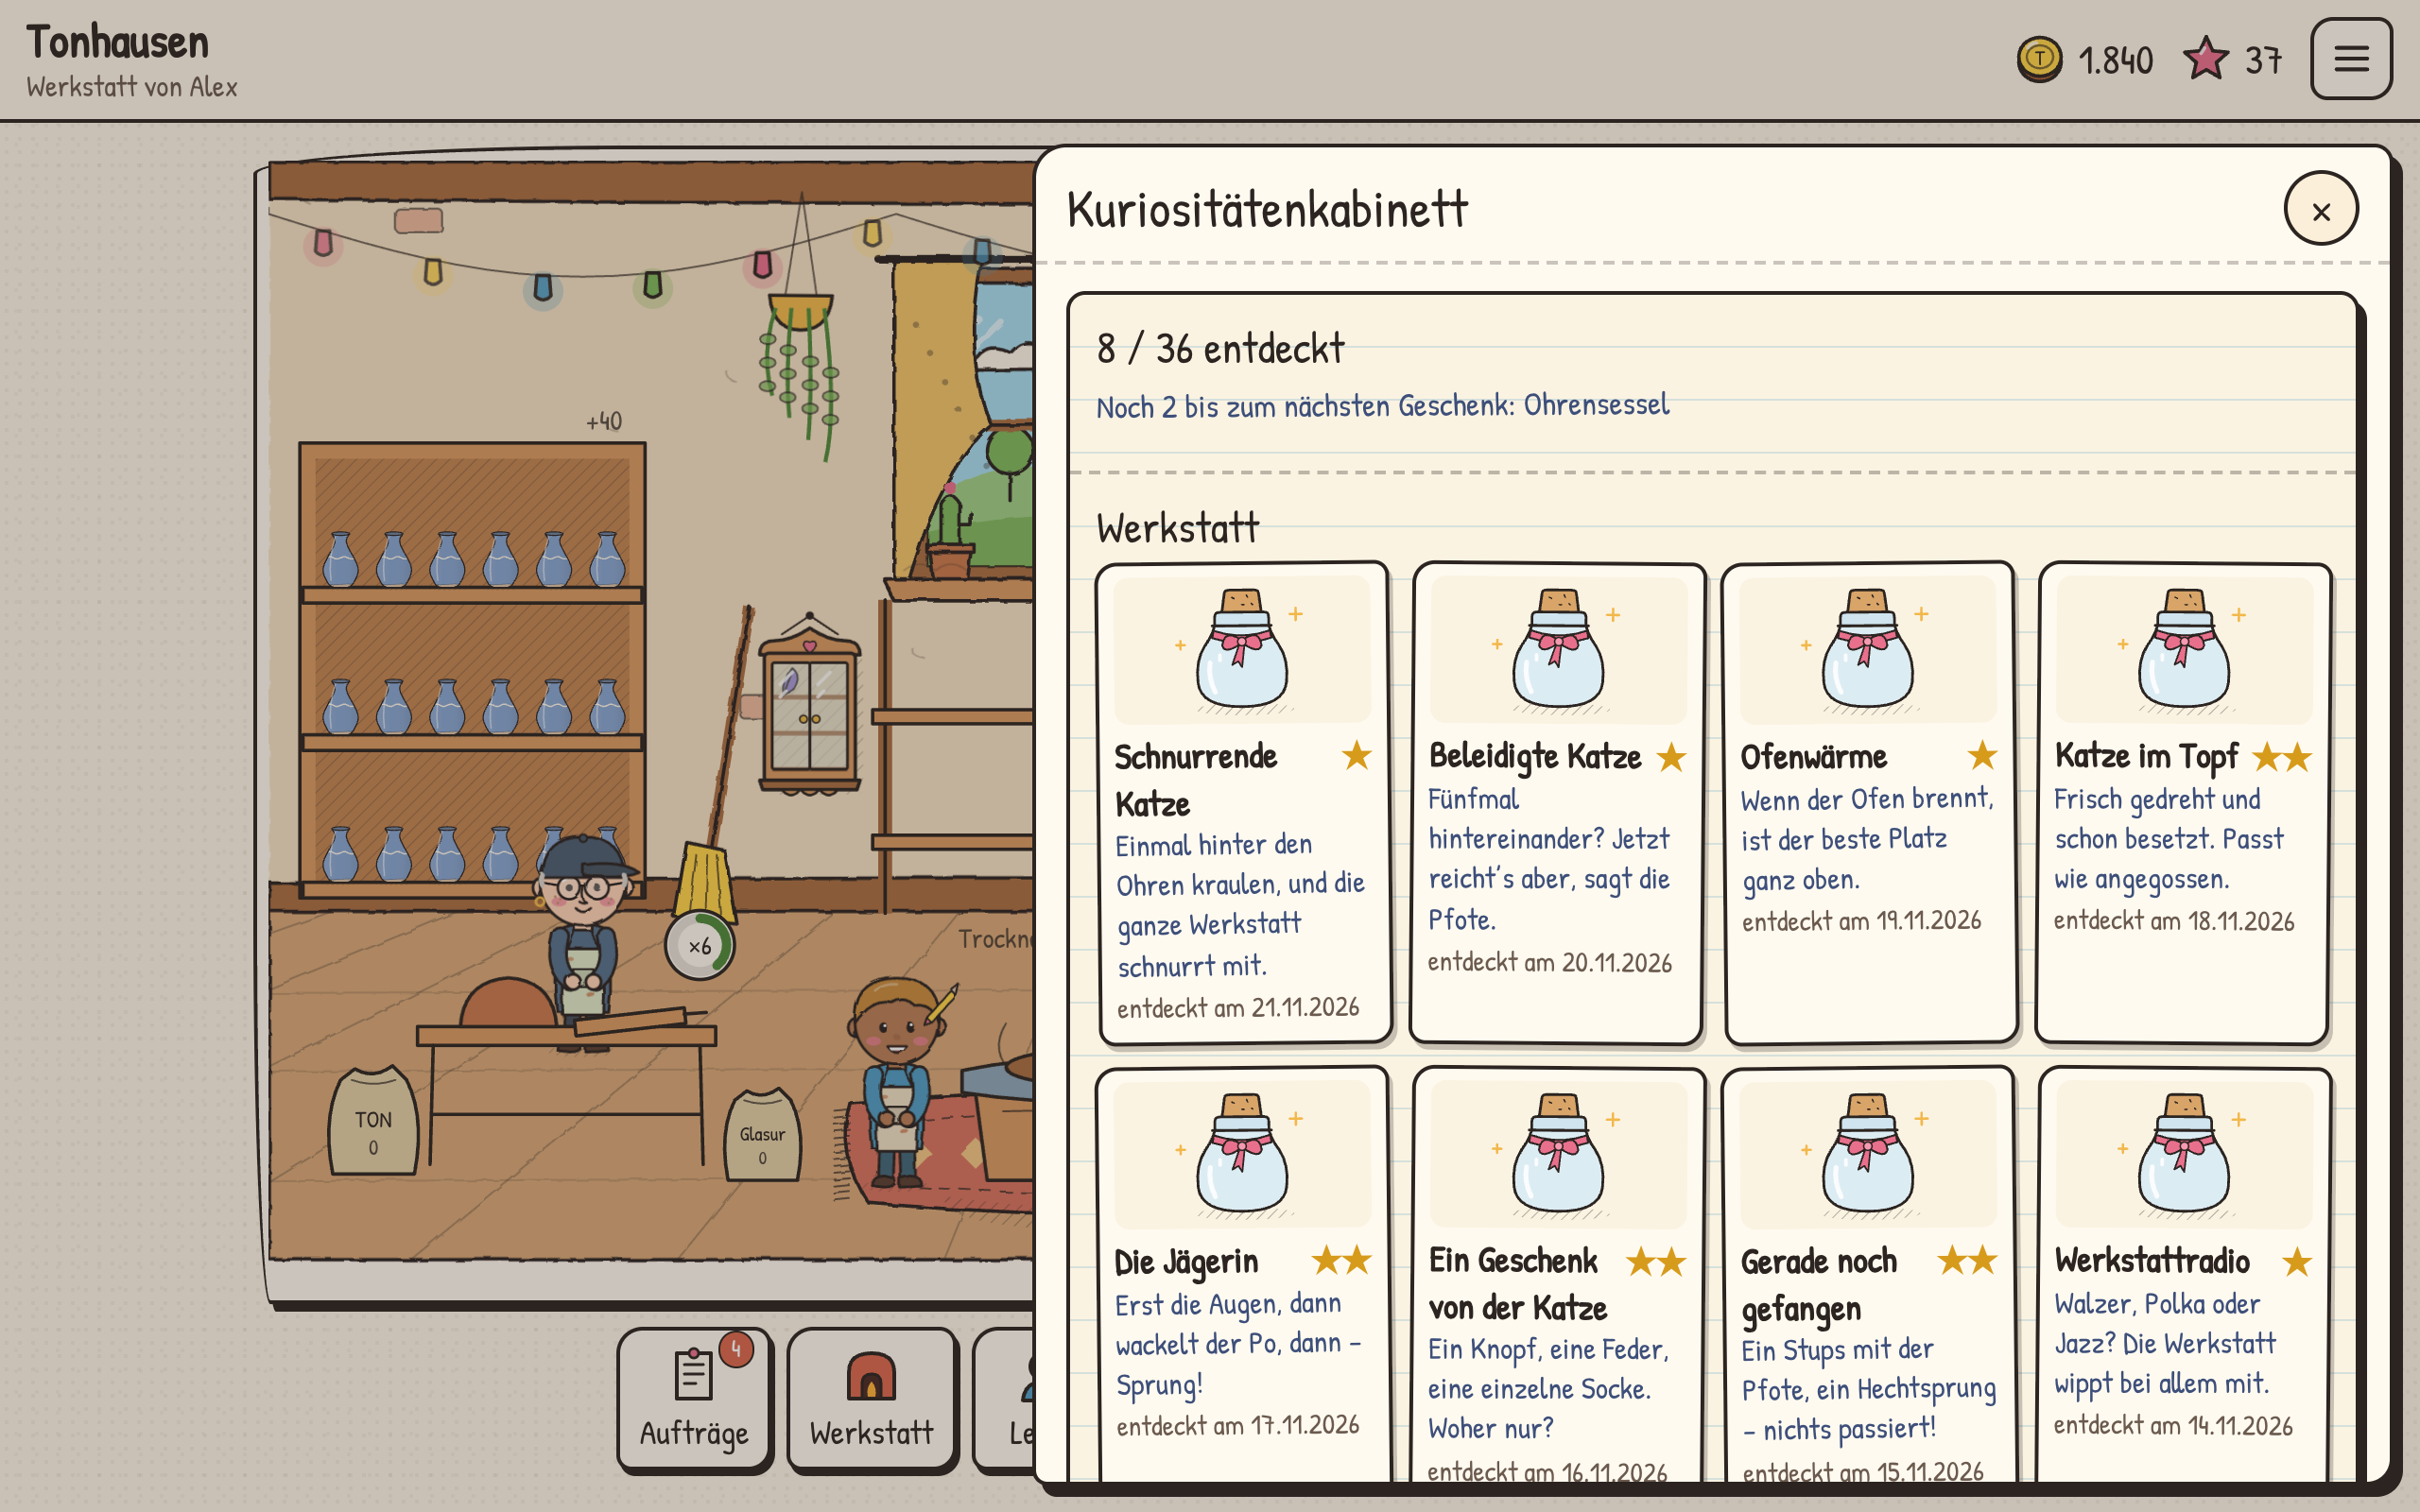 Tonhausen
Werkstatt von Alex
T
1.840
37
+40
×6
Trockn
TON
0
Glasur
0
4
Aufträge
Werkstatt
Le
Kuriositätenkabinett
×
8 / 36 entdeckt
Noch 2 bis zum nächsten Geschenk: Ohrensessel
Werkstatt
Schnurrende
Katze
Einmal hinter den
Ohren kraulen, und die
ganze Werkstatt
schnurrt mit.
entdeckt am 21.11.2026
Beleidigte Katze
Fünfmal
hintereinander? Jetzt
reicht's aber, sagt die
Pfote.
entdeckt am 20.11.2026
Ofenwärme
Wenn der Ofen brennt,
ist der beste Platz
ganz oben.
entdeckt am 19.11.2026
Katze im Topf
Frisch gedreht und
schon besetzt. Passt
wie angegossen.
entdeckt am 18.11.2026
Die Jägerin
Erst die Augen, dann
wackelt der Po, dann –
Sprung!
entdeckt am 17.11.2026
Ein Geschenk
von der Katze
Ein Knopf, eine Feder,
eine einzelne Socke.
Woher nur?
entdeckt am 16.11.2026
Gerade noch
gefangen
Ein Stups mit der
Pfote, ein Hechtsprung
– nichts passiert!
entdeckt am 15.11.2026
Werkstattradio
Walzer, Polka oder
Jazz? Die Werkstatt
wippt bei allem mit.
entdeckt am 14.11.2026